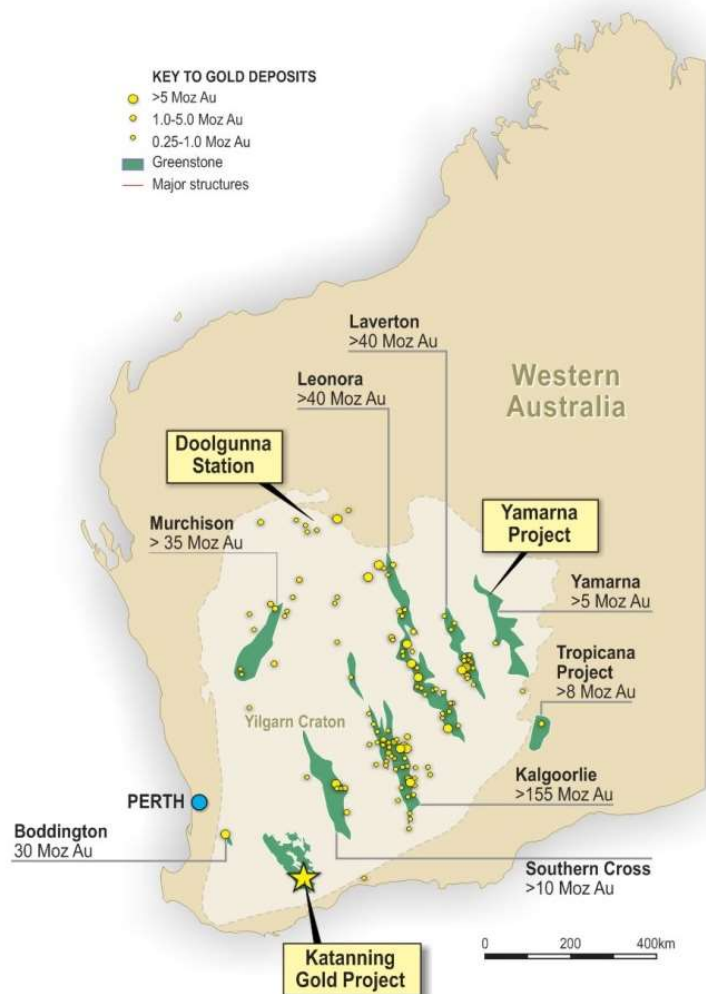 KEY TO GOLD DEPOSITS
>5 Moz Au
1.0-5.0 Moz Au
0.25-1.0 Moz Au
Greenstone
Major structures
Laverton
>40 Moz Au
Leonora
>40 Moz Au
Western
Australia
Doolgunna
Station
Murchison
> 35 Moz Au
Yamarna
Project
Yamarna
>5 Moz Au
Tropicana
Project
>8 Moz Au
Yilgarn Craton
PERTH
Kalgoorlie
>155 Moz Au
Boddington
30 Moz Au
Southern Cross
>10 Moz Au
Katanning
Gold Project
0 200 400km